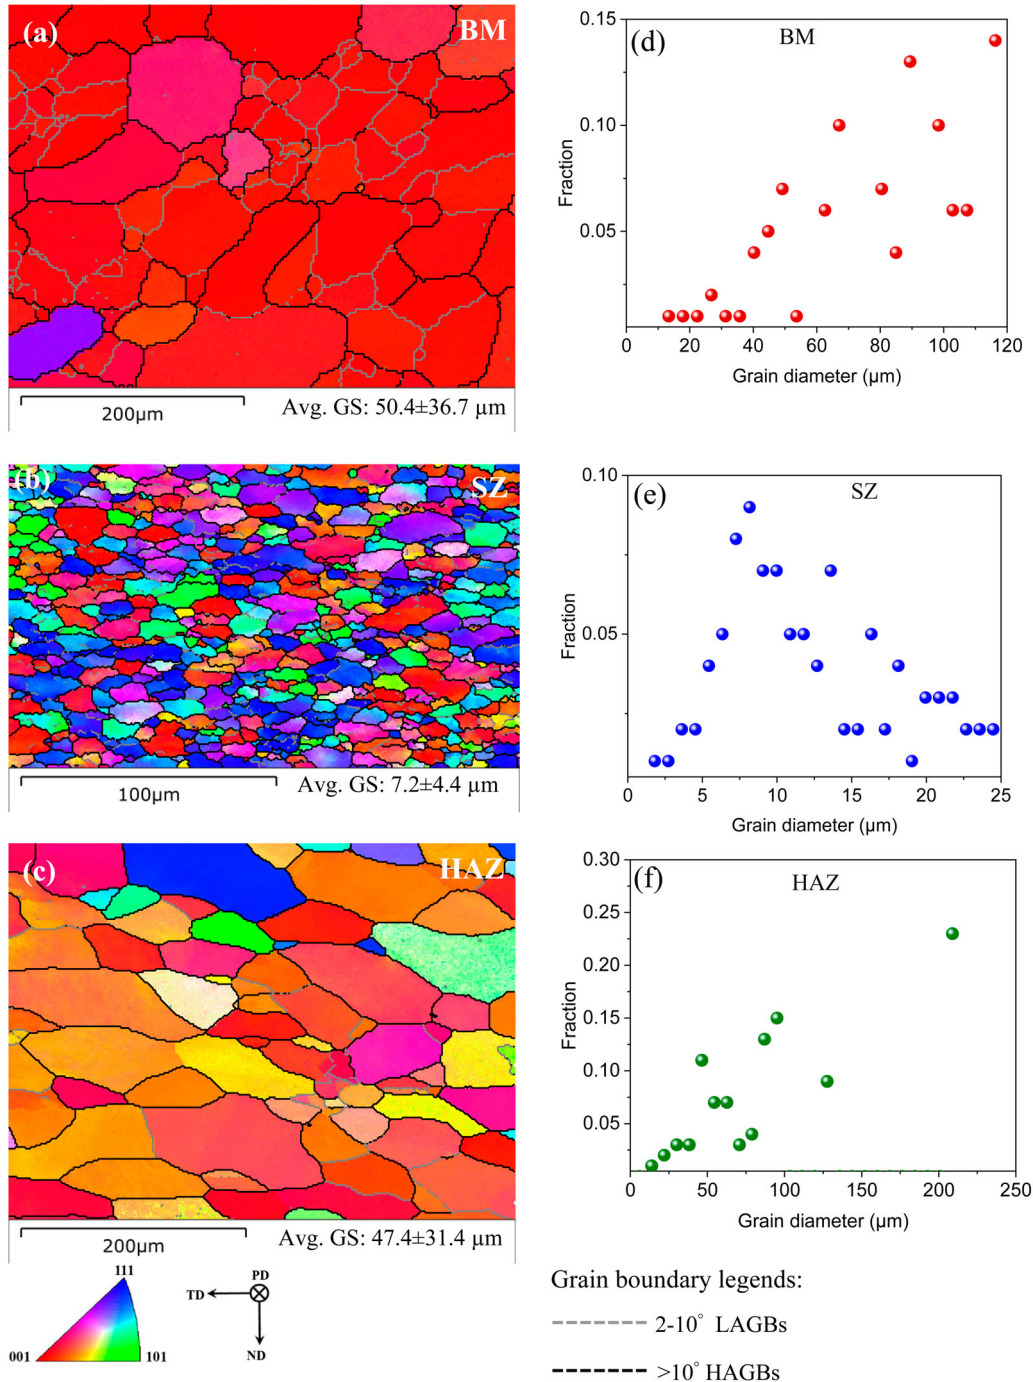 (a)
BM
200µm
Avg. GS: 50.4±36.7 µm
(d)
BM
0.15
0.10
0.05
Fraction
0 20 40 60 80 100 120
Grain diameter (µm)
(b)
SZ
100µm
Avg. GS: 7.2±4.4 µm
(e)
SZ
0.10
0.05
Fraction
0 5 10 15 20 25
Grain diameter (µm)
(c)
HAZ
200µm
Avg. GS: 47.4±31.4 µm
(f)
HAZ
0.30
0.25
0.20
0.15
0.10
0.05
Fraction
0 50 100 150 200 250
Grain diameter (µm)
111
001
101
PD
TD
ND
Grain boundary legends:
2-10° LAGBs
>10° HAGBs